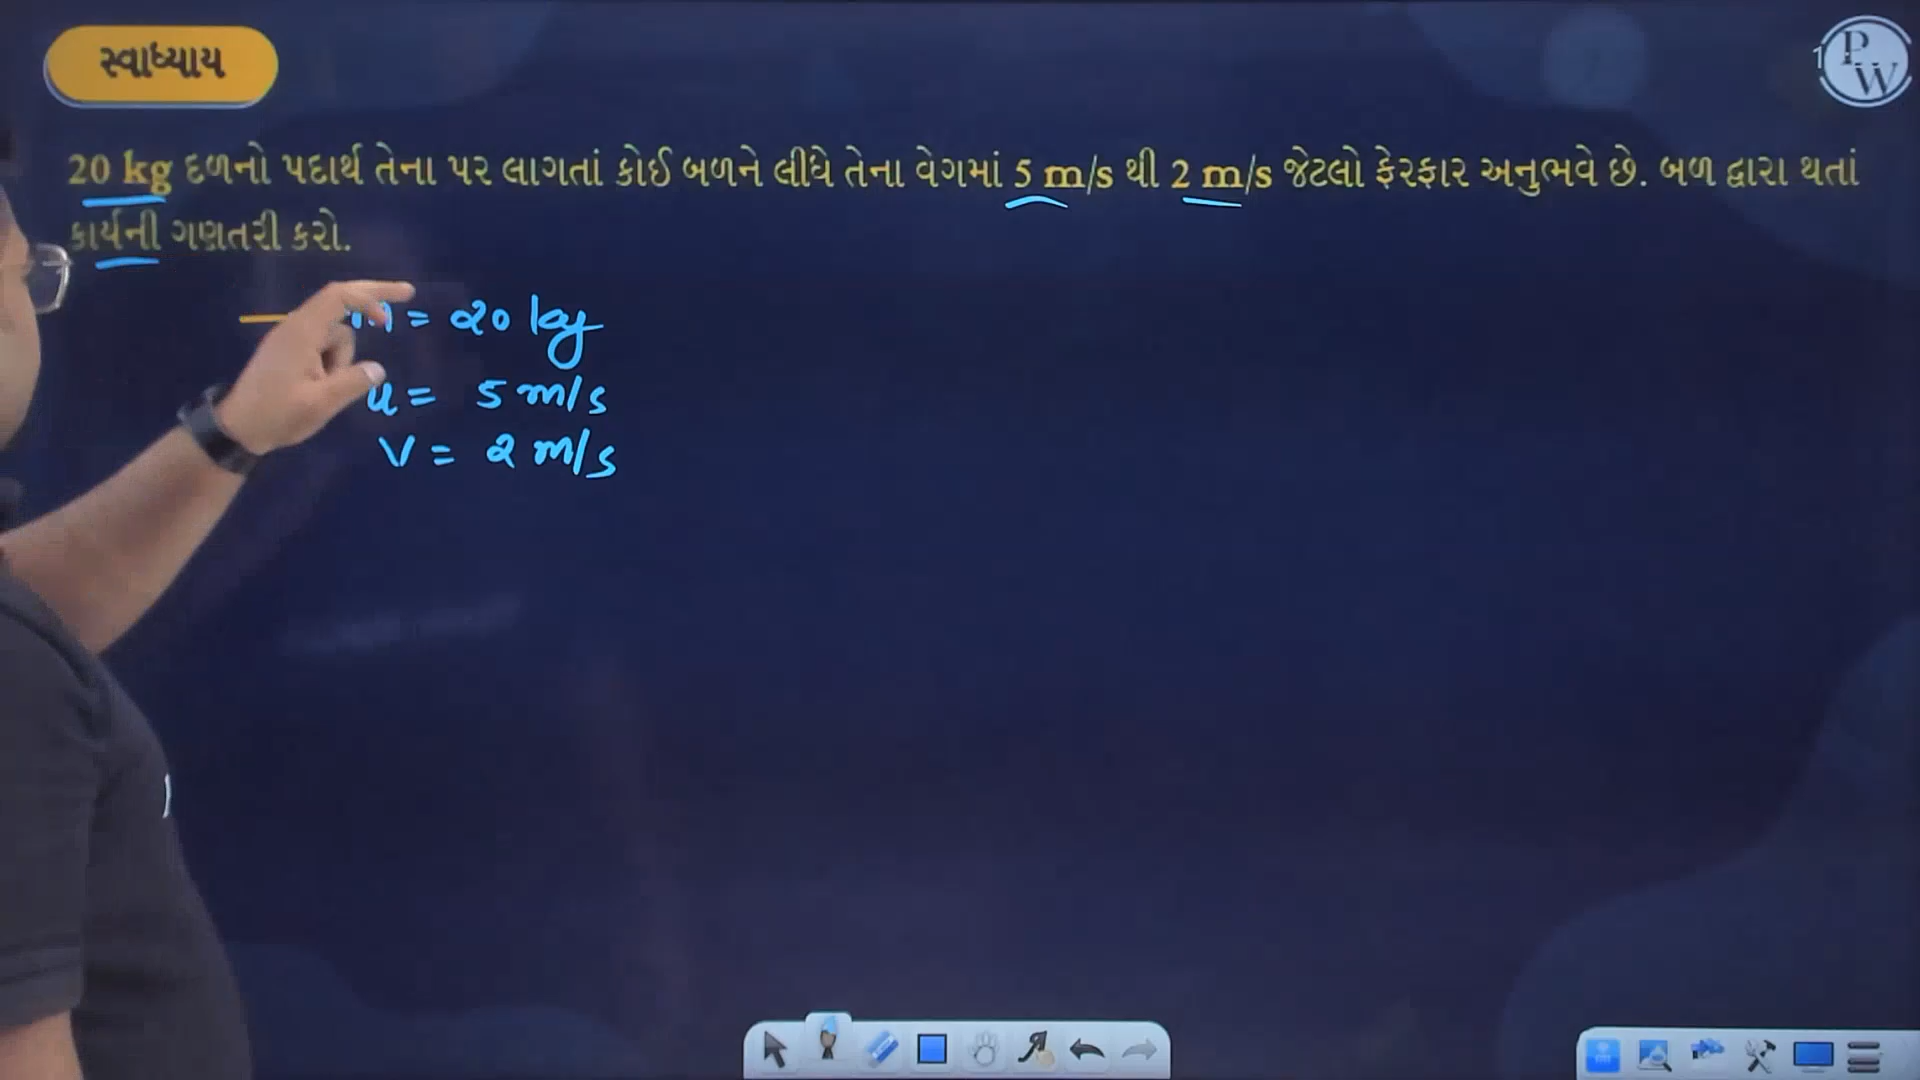 સ્વાધ્યાય
PW
20 kg દળનો પદાર્થ તેના પર લાગતાં કોઈ બળને લીધે તેના વેગમાં 5 m/s થી 2 m/s જેટલો ફેરફાર અનુભવે છે. બળ દ્વારા થતાં
કાર્યની ગણતરી કરો.
m = 20 kg
u = 5 m/s
v = 2 m/s